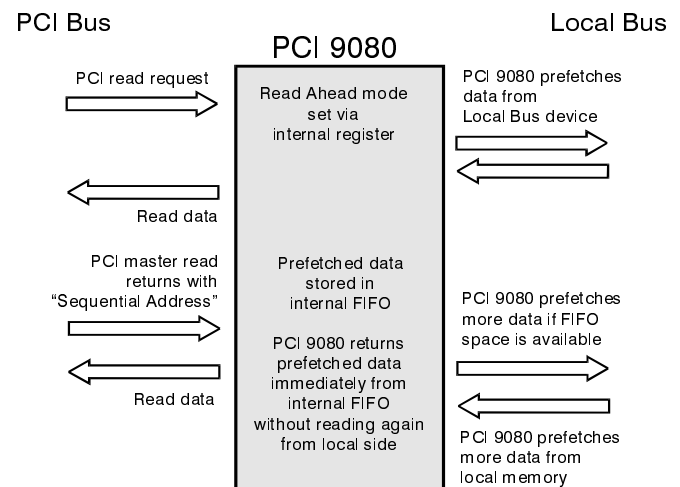 PCI Bus
Local Bus
PCI 9080
PCI read request
Read Ahead mode
set via
internal register
PCI 9080 prefetches
data from
Local Bus device
Read data
PCI master read
returns with
“Sequential Address”
Prefetched data
stored in
internal FIFO
PCI 9080 prefetches
more data if FIFO
space is available
PCI 9080 returns
prefetched data
immediately from
internal FIFO
without reading again
from local side
Read data
PCI 9080 prefetches
more data from
local memory